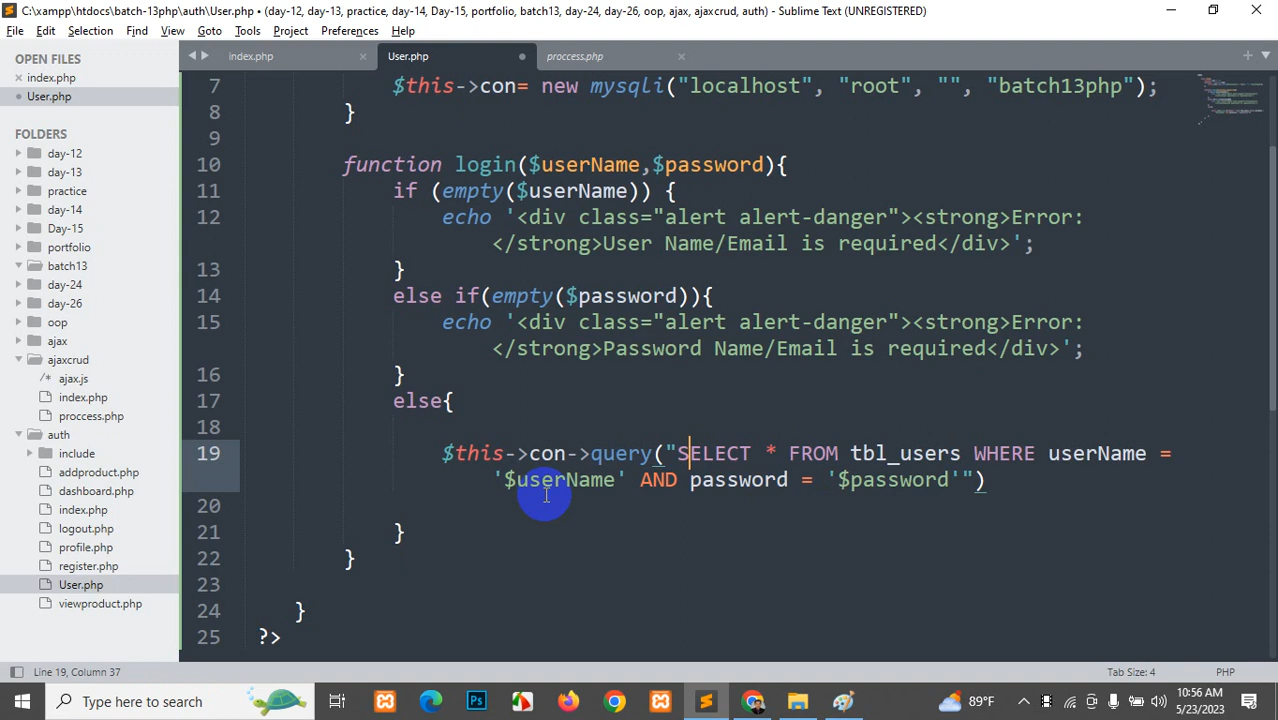 C:\xampp\htdocs\batch-13php\auth\User.php • (day-12, day-13, practice, day-14, Day-15, portfolio, batch13, day-24, day-26, oop, ajax, ajaxcrud, auth) - Sublime Text (UNREGISTERED)
File Edit Selection Find View Goto Tools Project Preferences Help
OPEN FILES
index.php
User.php
FOLDERS
day-12
day-13
practice
day-14
Day-15
portfolio
batch13
day-24
day-26
oop
ajax
ajaxcrud
/* ajax.js
index.php
proccess.php
auth
include
addproduct.php
dashboard.php
index.php
logout.php
profile.php
register.php
User.php
viewproduct.php
index.php User.php proccess.php
7 $this->con= new mysqli("localhost", "root", "", "batch13php");
8 }
9
10 function login($userName,$password){
11 if (empty($userName)) {
12 echo '<div class="alert alert-danger"><strong>Error:
</strong>User Name/Email is required</div>';
13 }
14 else if(empty($password)){
15 echo '<div class="alert alert-danger"><strong>Error:
</strong>Password Name/Email is required</div>';
16 }
17 else{
18
19 $this->con->query("SELECT * FROM tbl_users WHERE userName =
'$userName' AND password = '$password'")
20
21 }
22 }
23
24 }
25 ?>
Line 19, Column 37 Tab Size: 4 PHP
Type here to search 89°F 10:56 AM
5/23/2023